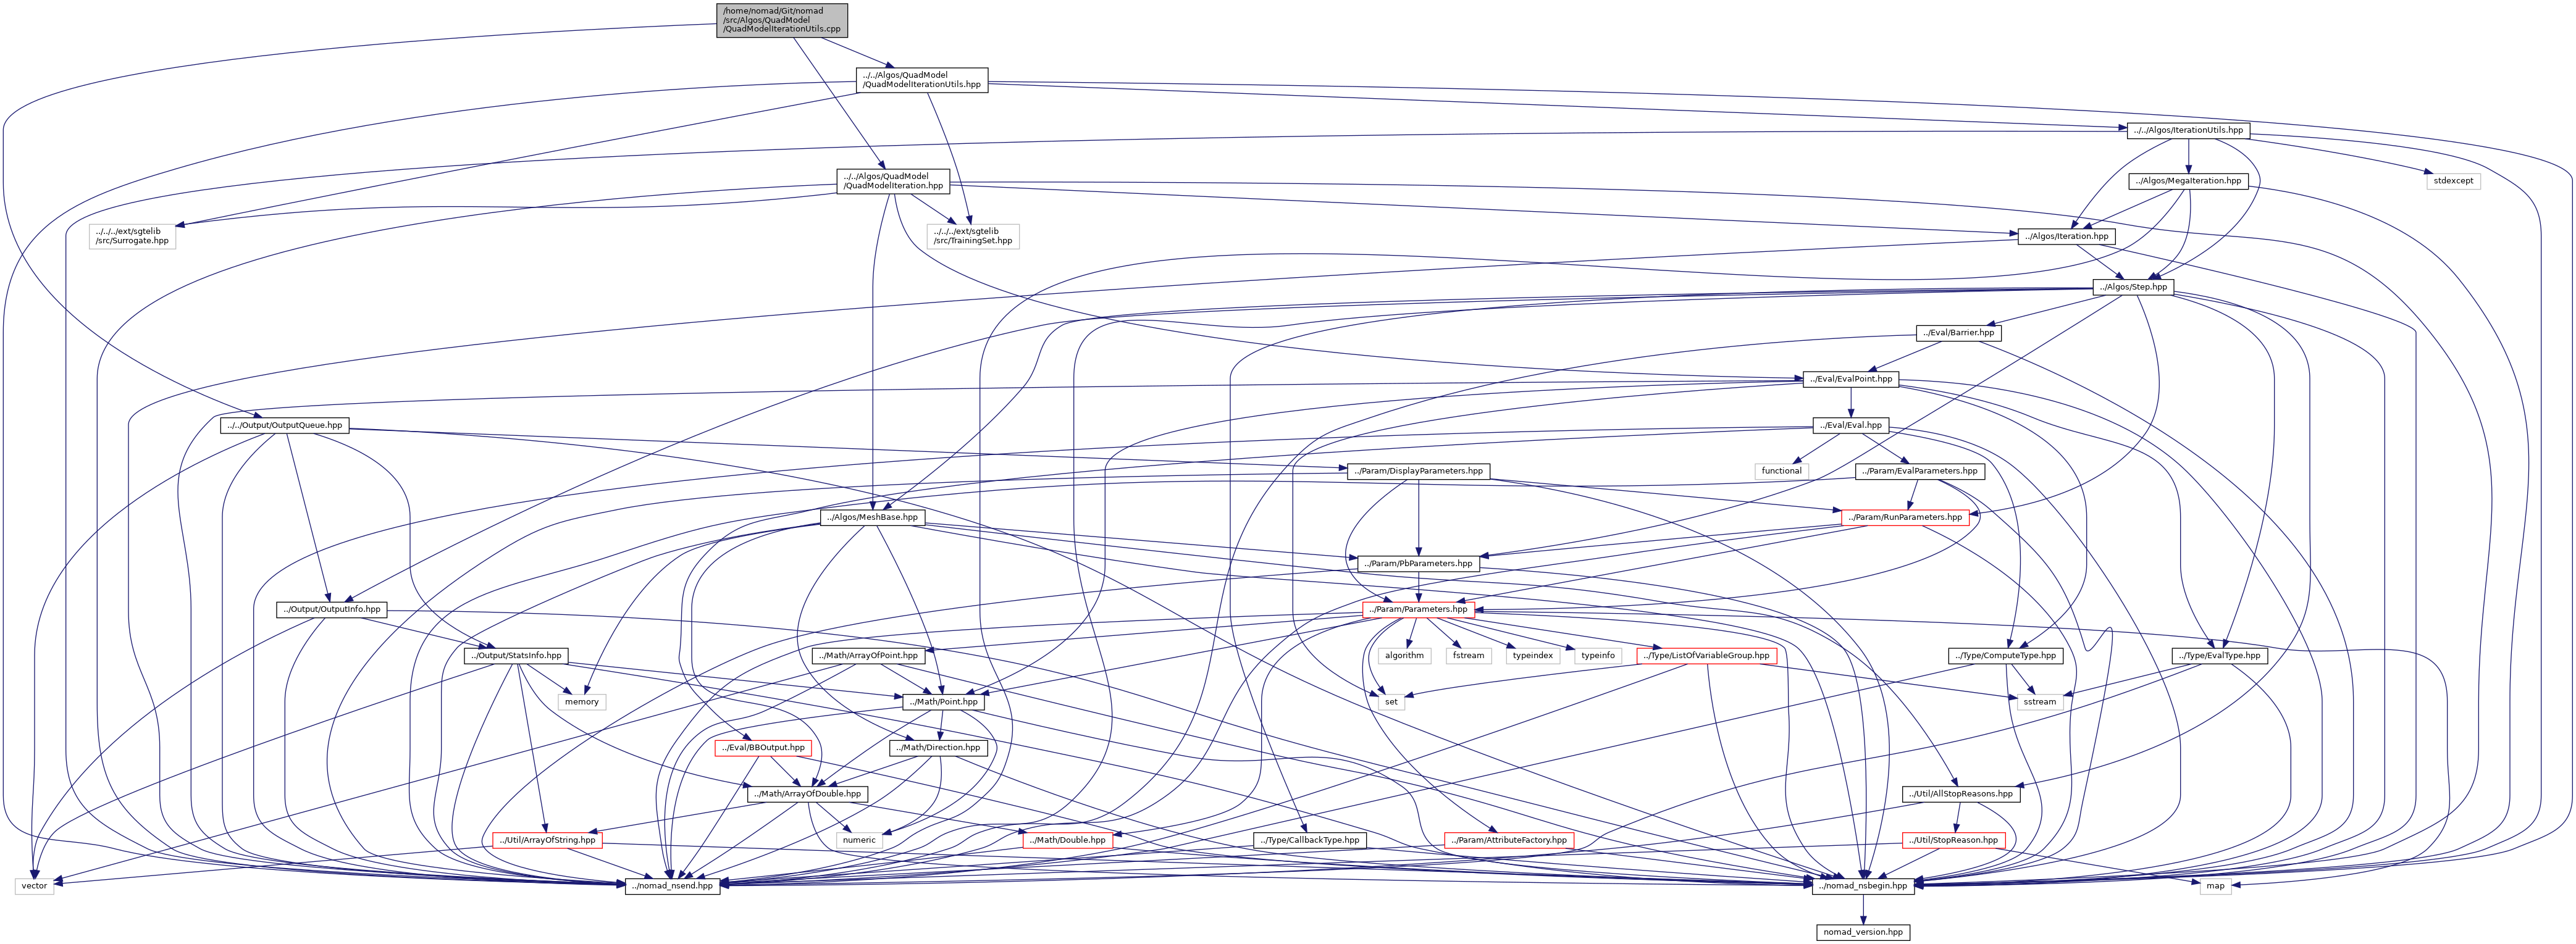 /home/nomad/Git/nomad
/src/Algos/QuadModel
/QuadModelIterationUtils.cpp
../../Algos/QuadModel
/QuadModelIterationUtils.hpp
../../Algos/IterationUtils.hpp
../../Algos/QuadModel
/QuadModelIteration.hpp
../Algos/MegaIteration.hpp
stdexcept
../../../ext/sgtelib
/src/Surrogate.hpp
../../../ext/sgtelib
/src/TrainingSet.hpp
../Algos/Iteration.hpp
../Algos/Step.hpp
../Eval/Barrier.hpp
../Eval/EvalPoint.hpp
../../Output/OutputQueue.hpp
../Eval/Eval.hpp
../Param/DisplayParameters.hpp
functional
../Param/EvalParameters.hpp
../Algos/MeshBase.hpp
../Param/RunParameters.hpp
../Param/PbParameters.hpp
../Output/OutputInfo.hpp
../Param/Parameters.hpp
../Output/StatsInfo.hpp
../Math/ArrayOfPoint.hpp
algorithm
fstream
typeindex
typeinfo
../Type/ListOfVariableGroup.hpp
../Type/ComputeType.hpp
../Type/EvalType.hpp
memory
../Math/Point.hpp
set
sstream
../Eval/BBOutput.hpp
../Math/Direction.hpp
../Math/ArrayOfDouble.hpp
../Util/AllStopReasons.hpp
../Util/ArrayOfString.hpp
numeric
../Math/Double.hpp
../Type/CallbackType.hpp
../Param/AttributeFactory.hpp
../Util/StopReason.hpp
vector
../nomad_nsend.hpp
../nomad_nsbegin.hpp
map
nomad_version.hpp